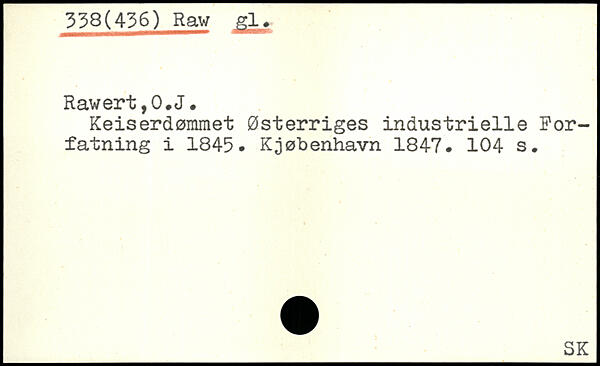 338(436) Raw gl.
Rawert,O.J.
Keiserdømmet Østerriges industrielle For-
fatning i 1845. Kjøbenhavn 1847. 104 s.
SK